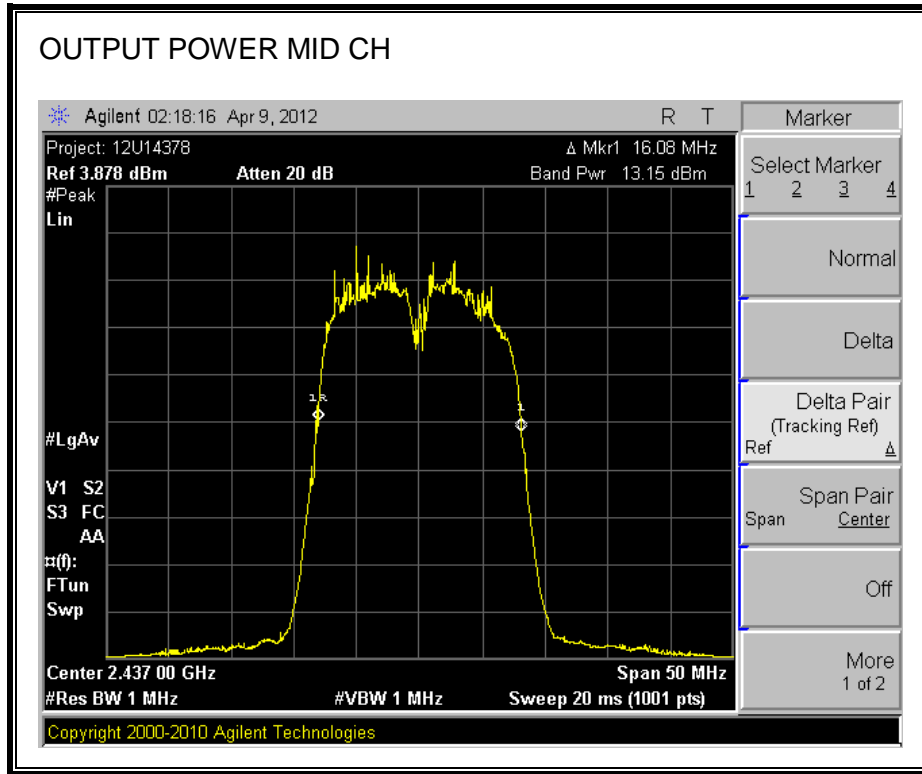 OUTPUT POWER MID CH
Agilent 02:18:16 Apr 9, 2012 R T
Project: 12U14378 Δ Mkr1 16.08 MHz
Ref 3.878 dBm Atten 20 dB Band Pwr 13.15 dBm
#Peak
Lin
1R
1
#LgAv
V1 S2
S3 FC
AA
¤(f):
FTun
Swp
Center 2.437 00 GHz Span 50 MHz
#Res BW 1 MHz #VBW 1 MHz Sweep 20 ms (1001 pts)
Copyright 2000-2010 Agilent Technologies
Marker
Select Marker
1 2 3 4
Normal
Delta
Delta Pair
(Tracking Ref)
Ref Δ
Span Pair
Span Center
Off
More
1 of 2